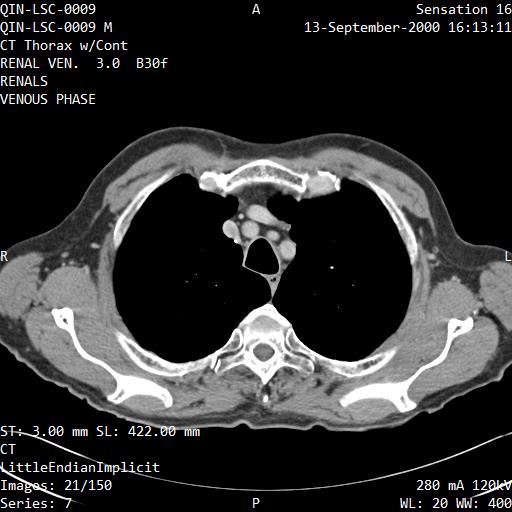 QIN-LSC-0009
QIN-LSC-0009 M
CT Thorax w/Cont
RENAL VEN.  3.0  B30f
RENALS
VENOUS PHASE
A
Sensation 16
13-September-2000 16:13:11
R
L
ST: 3.00 mm SL: 422.00 mm
CT
LittleEndianImplicit
Images: 21/150
Series: 7
P
280 mA 120kV
WL: 20 WW: 400